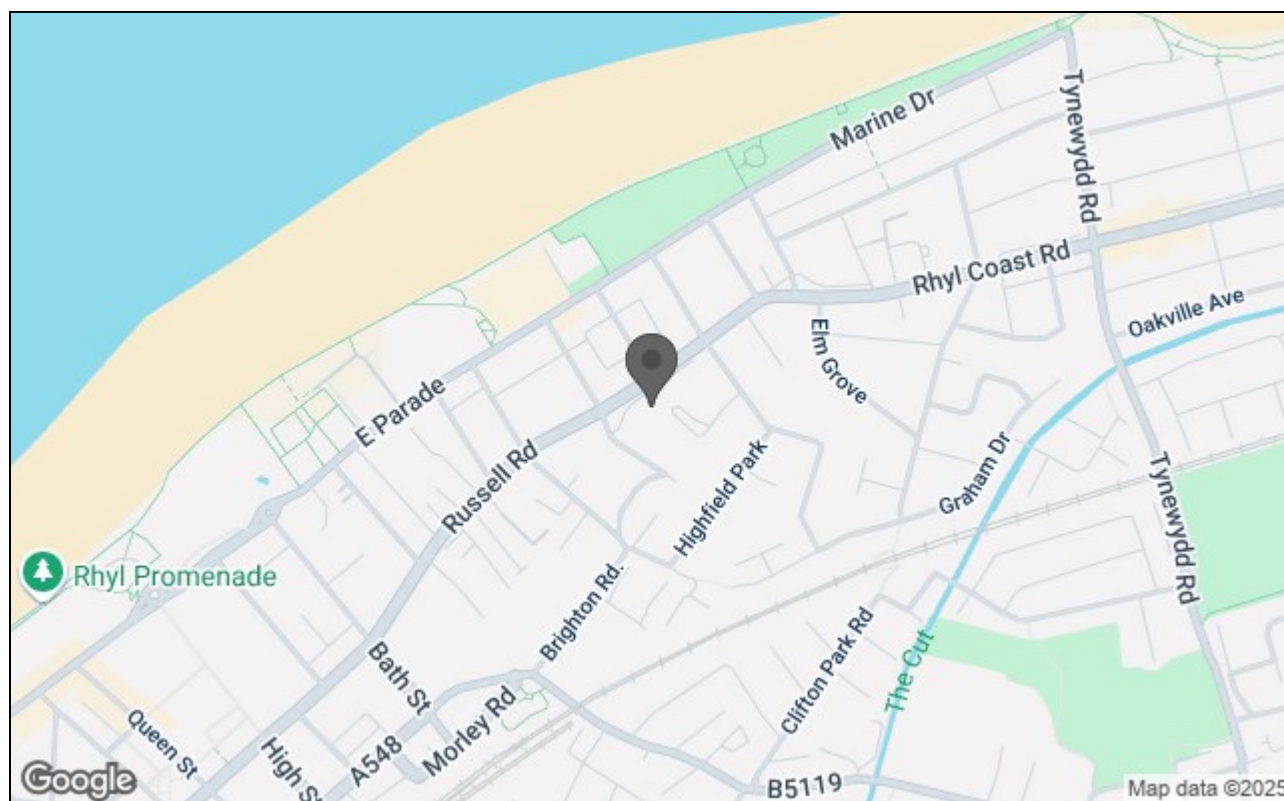 Marine Dr
Tynewydd Rd
Rhyl Coast Rd
Oakville Ave
Elm Grove
E Parade
Russell Rd
Highfield Park
Graham Dr
Tynewydd Rd
Rhyl Promenade
Brighton Rd.
Clifton Park Rd
The Cut
Bath St
Morley Rd
Queen St
High St
A548
B5119
Google
Map data ©2025